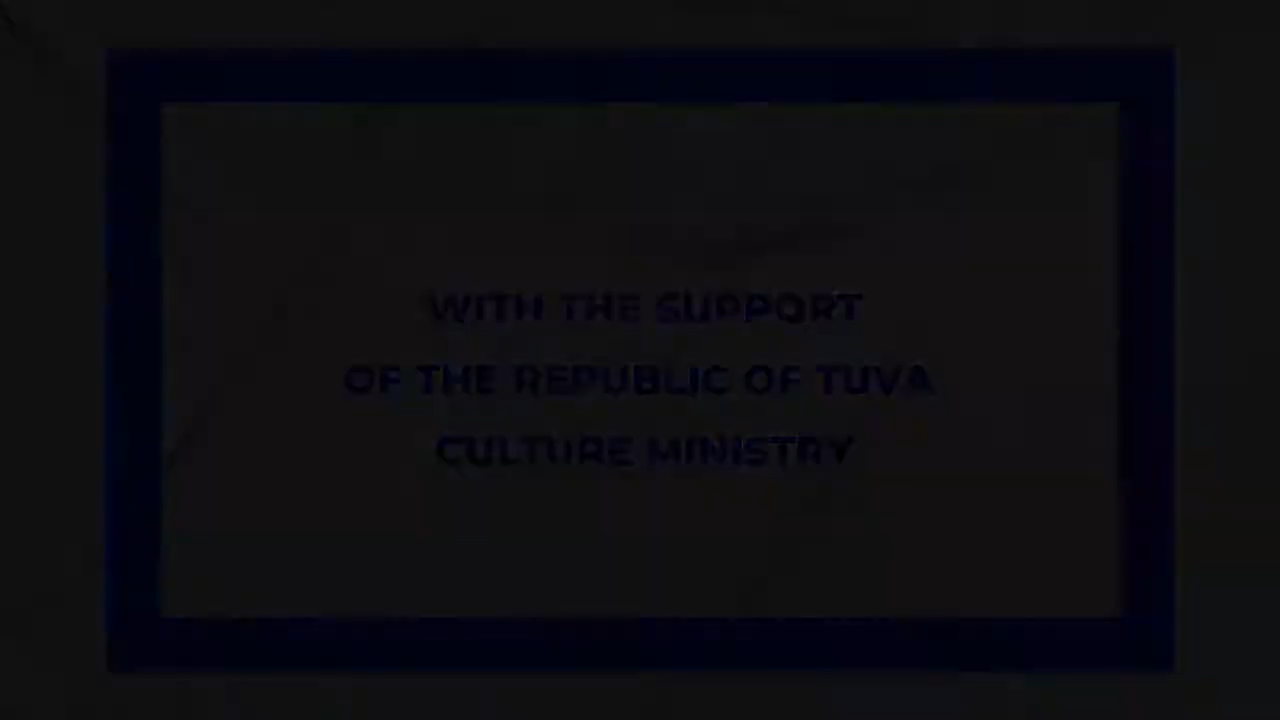 WITH THE SUPPORT
OF THE REPUBLIC OF TUVA
CULTURE MINISTRY